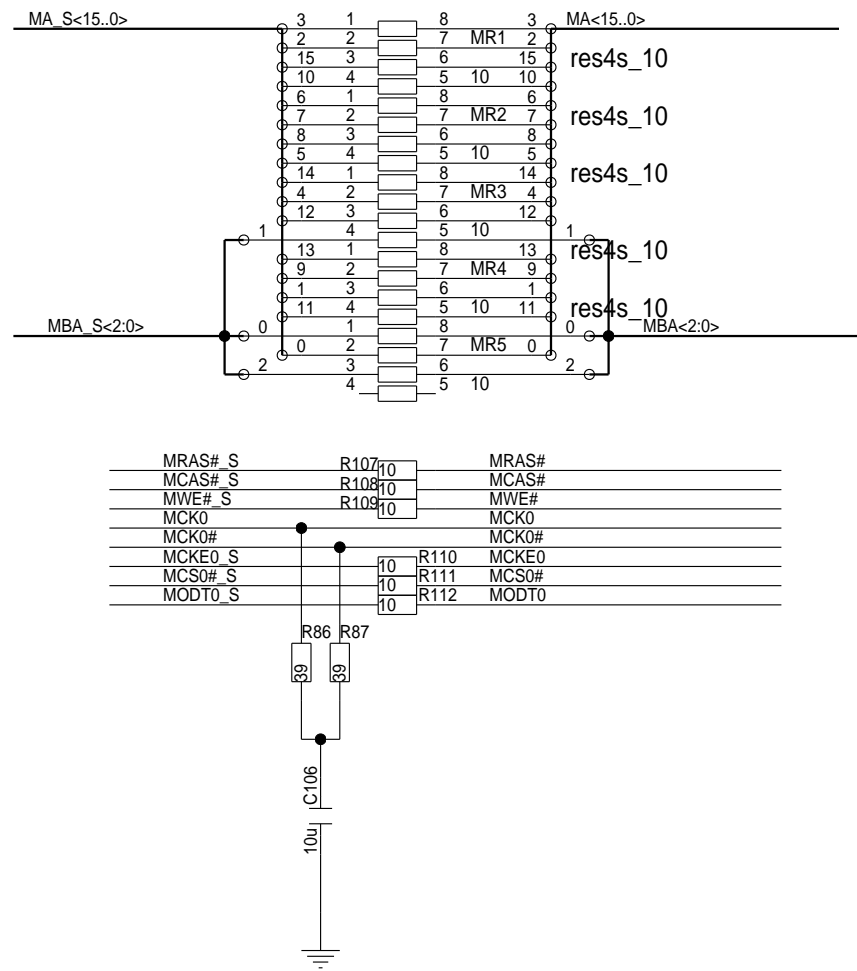 MA_S<15..0> 3 1 8 3 MA<15..0>
2 2 7 MR1 2
15 3 6 15 res4s_10
10 4 5 10 10
6 1 8 6
7 2 7 MR2 7 res4s_10
8 3 6 8
5 4 5 10 5
14 1 8 14 res4s_10
4 2 7 MR3 4
12 3 6 12
1 4 5 10 1
13 1 8 13 res4s_10
9 2 7 MR4 9
1 3 6 1
11 4 5 10 11 res4s_10
MBA_S<2:0> 0 1 8 0 MBA<2:0>
0 2 7 MR5 0
2 3 6 2
4 5 10
MRAS#_S R107 10 MRAS#
MCAS#_S R108 10 MCAS#
MWE#_S R109 10 MWE#
MCK0 MCK0
MCK0# MCK0#
MCKE0_S 10 R110 MCKE0
MCS0#_S 10 R111 MCS0#
MODT0_S 10 R112 MODT0
R86 R87
39 39
C106
10u